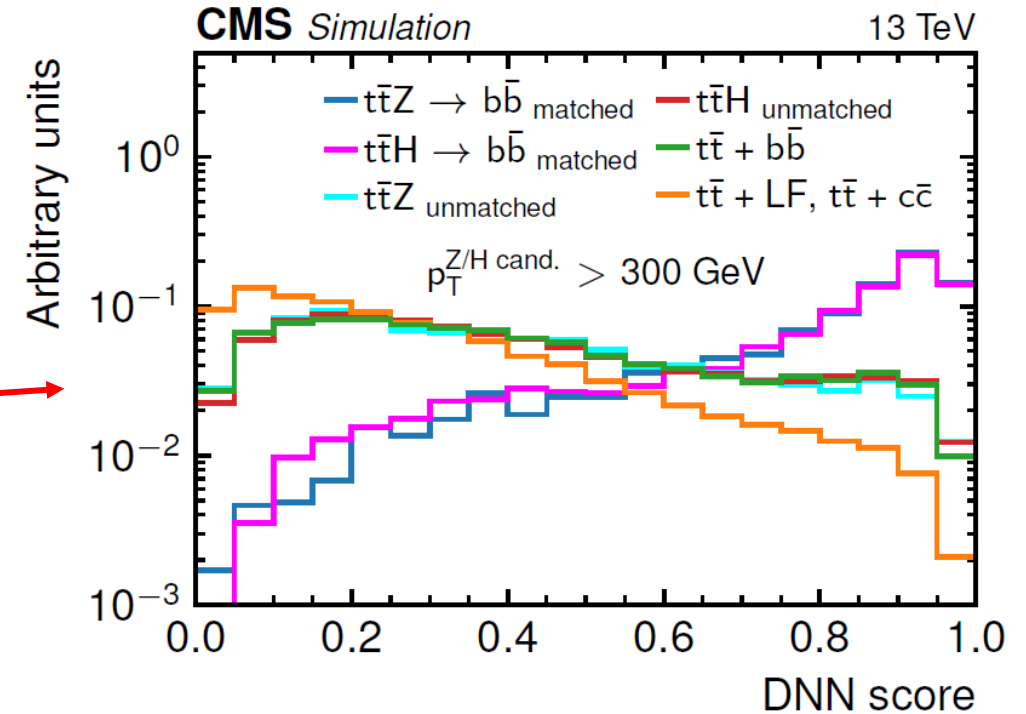 CMS Simulation 13 TeV
Arbitrary units
tt̄Z → bb̄ matched
tt̄H → bb̄ matched
tt̄Z unmatched
tt̄H unmatched
tt̄ + bb̄
tt̄ + LF, tt̄ + cc̄
p_T^{Z/H cand.} > 300 GeV
10⁰
10⁻¹
10⁻²
10⁻³
0.0 0.2 0.4 0.6 0.8 1.0
DNN score